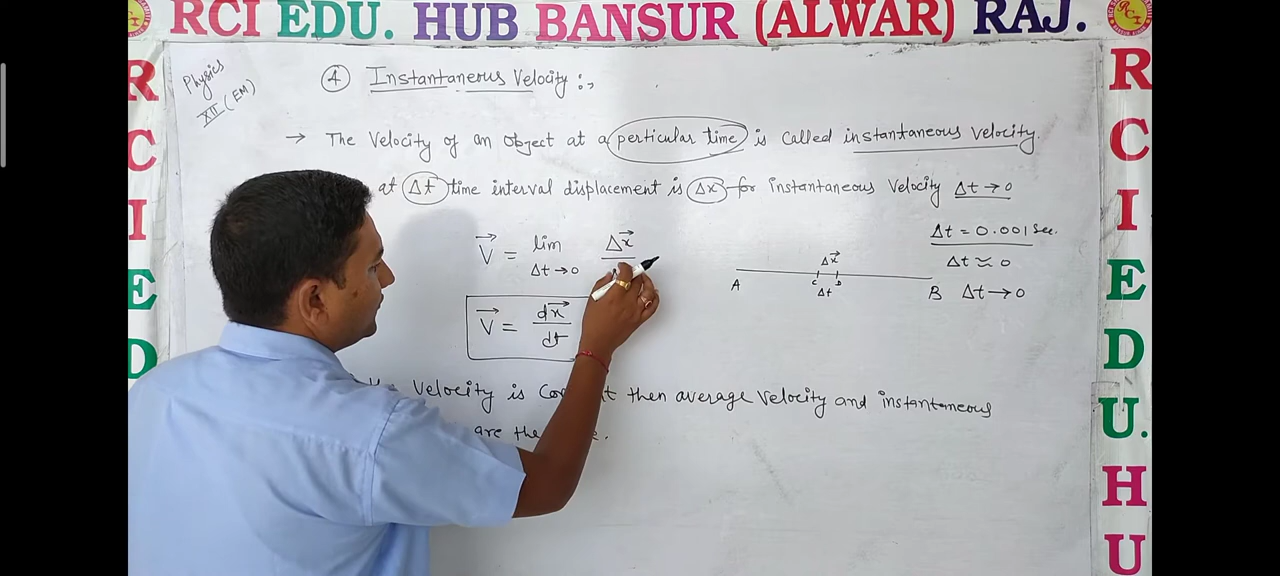 RCI EDU. HUB BANSUR (ALWAR) RAJ.
RCI EDU. HU
RCI E D
Physics
XII (EM)
④ Instantaneous Velocity :,
→ The Velocity of an object at a perticular time is called instantaneous velocity.
at Δt time interval displacement is Δx for instantaneous Velocity Δt → 0
V⃗ = lim Δt → 0 Δx⃗
V⃗ = dx⃗/dt
Δx⃗
A C D B
Δt
Δt = 0.001 sec.
Δt ≈ 0
Δt → 0
Velocity is then average Velocity and instantaneous
are the